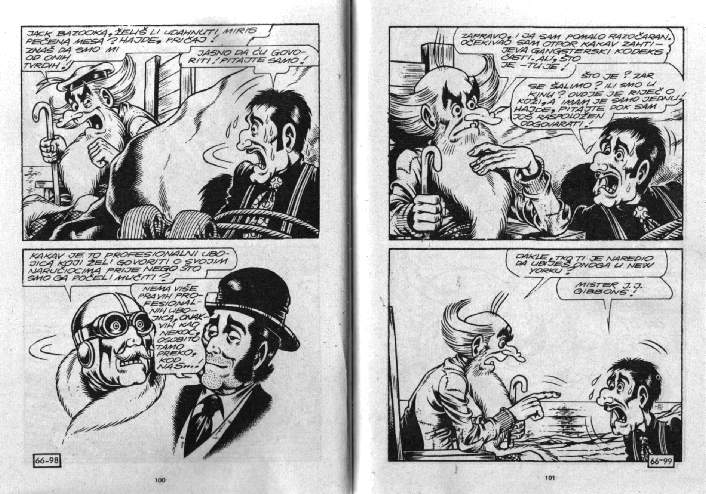 JACK BAZOOKA, ŽELIŠ LI UDAHNUTI MIRIS
PEČENA MESA? HAJDE, PRIČAJ!
ZNAŠ DA SMO MI
OD ONIH
TVRDIH!
JASNO DA ĆU GOVO-
RITI! PITAJTE SAMO!
KAKAV JE TO PROFESIONALNI UBO-
JICA KOJI ŽELI GOVORITI O SVOJIM
NARUČIOCIMA PRIJE NEGO ŠTO
SMO GA POČELI MUČITI?
NEMA VIŠE
PRAVIH PRO-
FESIONAL-
NIH UBO-
JICA, ONAK-
VIH KAO
NEKOĆ,
OSOBITO
TAMO
PREKO,
KOD
NAS...!
66-98
100
ZAPRAVO, I JA SAM POMALO RAZOČARAN.
OČEKIVAO SAM OTPOR KAKAV ZAHTI-
JEVA GANGSTERSKI KODEKS
ČASTI. ALI, ŠTO
JE - TU JE!
ŠTO JE? ZAR
SE ŠALIMO? ILI SMO U
KINU? OVDJE JE RIJEČ O
KOŽI, A IMAM JE SAMO JEDNU!
HAJDE, PITAJTE DOK SAM
JOŠ RASPOLOŽEN
ODGOVARATI!
DAKLE, TKO TI JE NAREDIO
DA UBIJEŠ ONOGA U NEW
YORKU?
MISTER J.J.
GIBBONS!
66-99
101